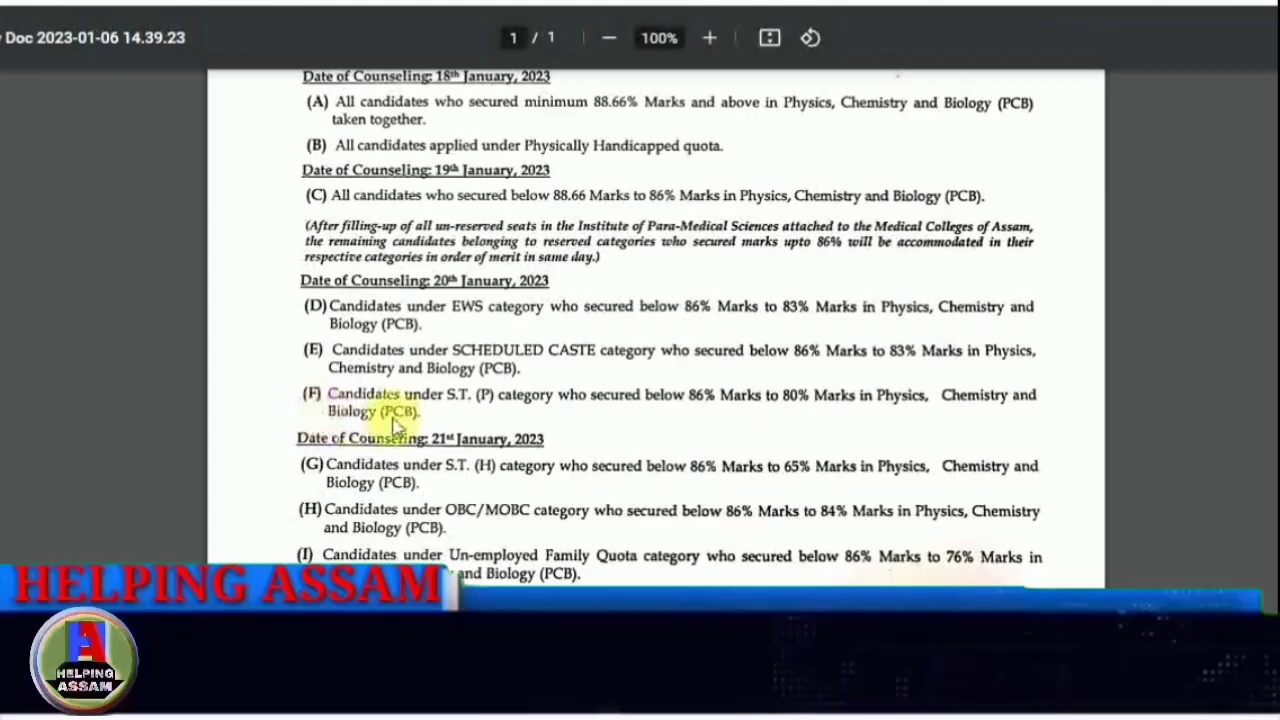 Doc 2023-01-06 14.39.23
1 / 1
100%
Date of Counseling: 18th January, 2023
(A) All candidates who secured minimum 88.66% Marks and above in Physics, Chemistry and Biology (PCB)
taken together.
(B) All candidates applied under Physically Handicapped quota.
Date of Counseling: 19th January, 2023
(C) All candidates who secured below 88.66 Marks to 86% Marks in Physics, Chemistry and Biology (PCB).
(After filling-up of all un-reserved seats in the Institute of Para-Medical Sciences attached to the Medical Colleges of Assam,
the remaining candidates belonging to reserved categories who secured marks upto 86% will be accommodated in their
respective categories in order of merit in same day.)
Date of Counseling: 20th January, 2023
(D) Candidates under EWS category who secured below 86% Marks to 83% Marks in Physics, Chemistry and
Biology (PCB).
(E) Candidates under SCHEDULED CASTE category who secured below 86% Marks to 83% Marks in Physics,
Chemistry and Biology (PCB).
(F) Candidates under S.T. (P) category who secured below 86% Marks to 80% Marks in Physics, Chemistry and
Biology (PCB).
Date of Counseling: 21st January, 2023
(G) Candidates under S.T. (H) category who secured below 86% Marks to 65% Marks in Physics, Chemistry and
Biology (PCB).
(H) Candidates under OBC/MOBC category who secured below 86% Marks to 84% Marks in Physics, Chemistry
and Biology (PCB).
(I) Candidates under Un-employed Family Quota category who secured below 86% Marks to 76% Marks in
and Biology (PCB).
HELPING ASSAM
HELPING
ASSAM